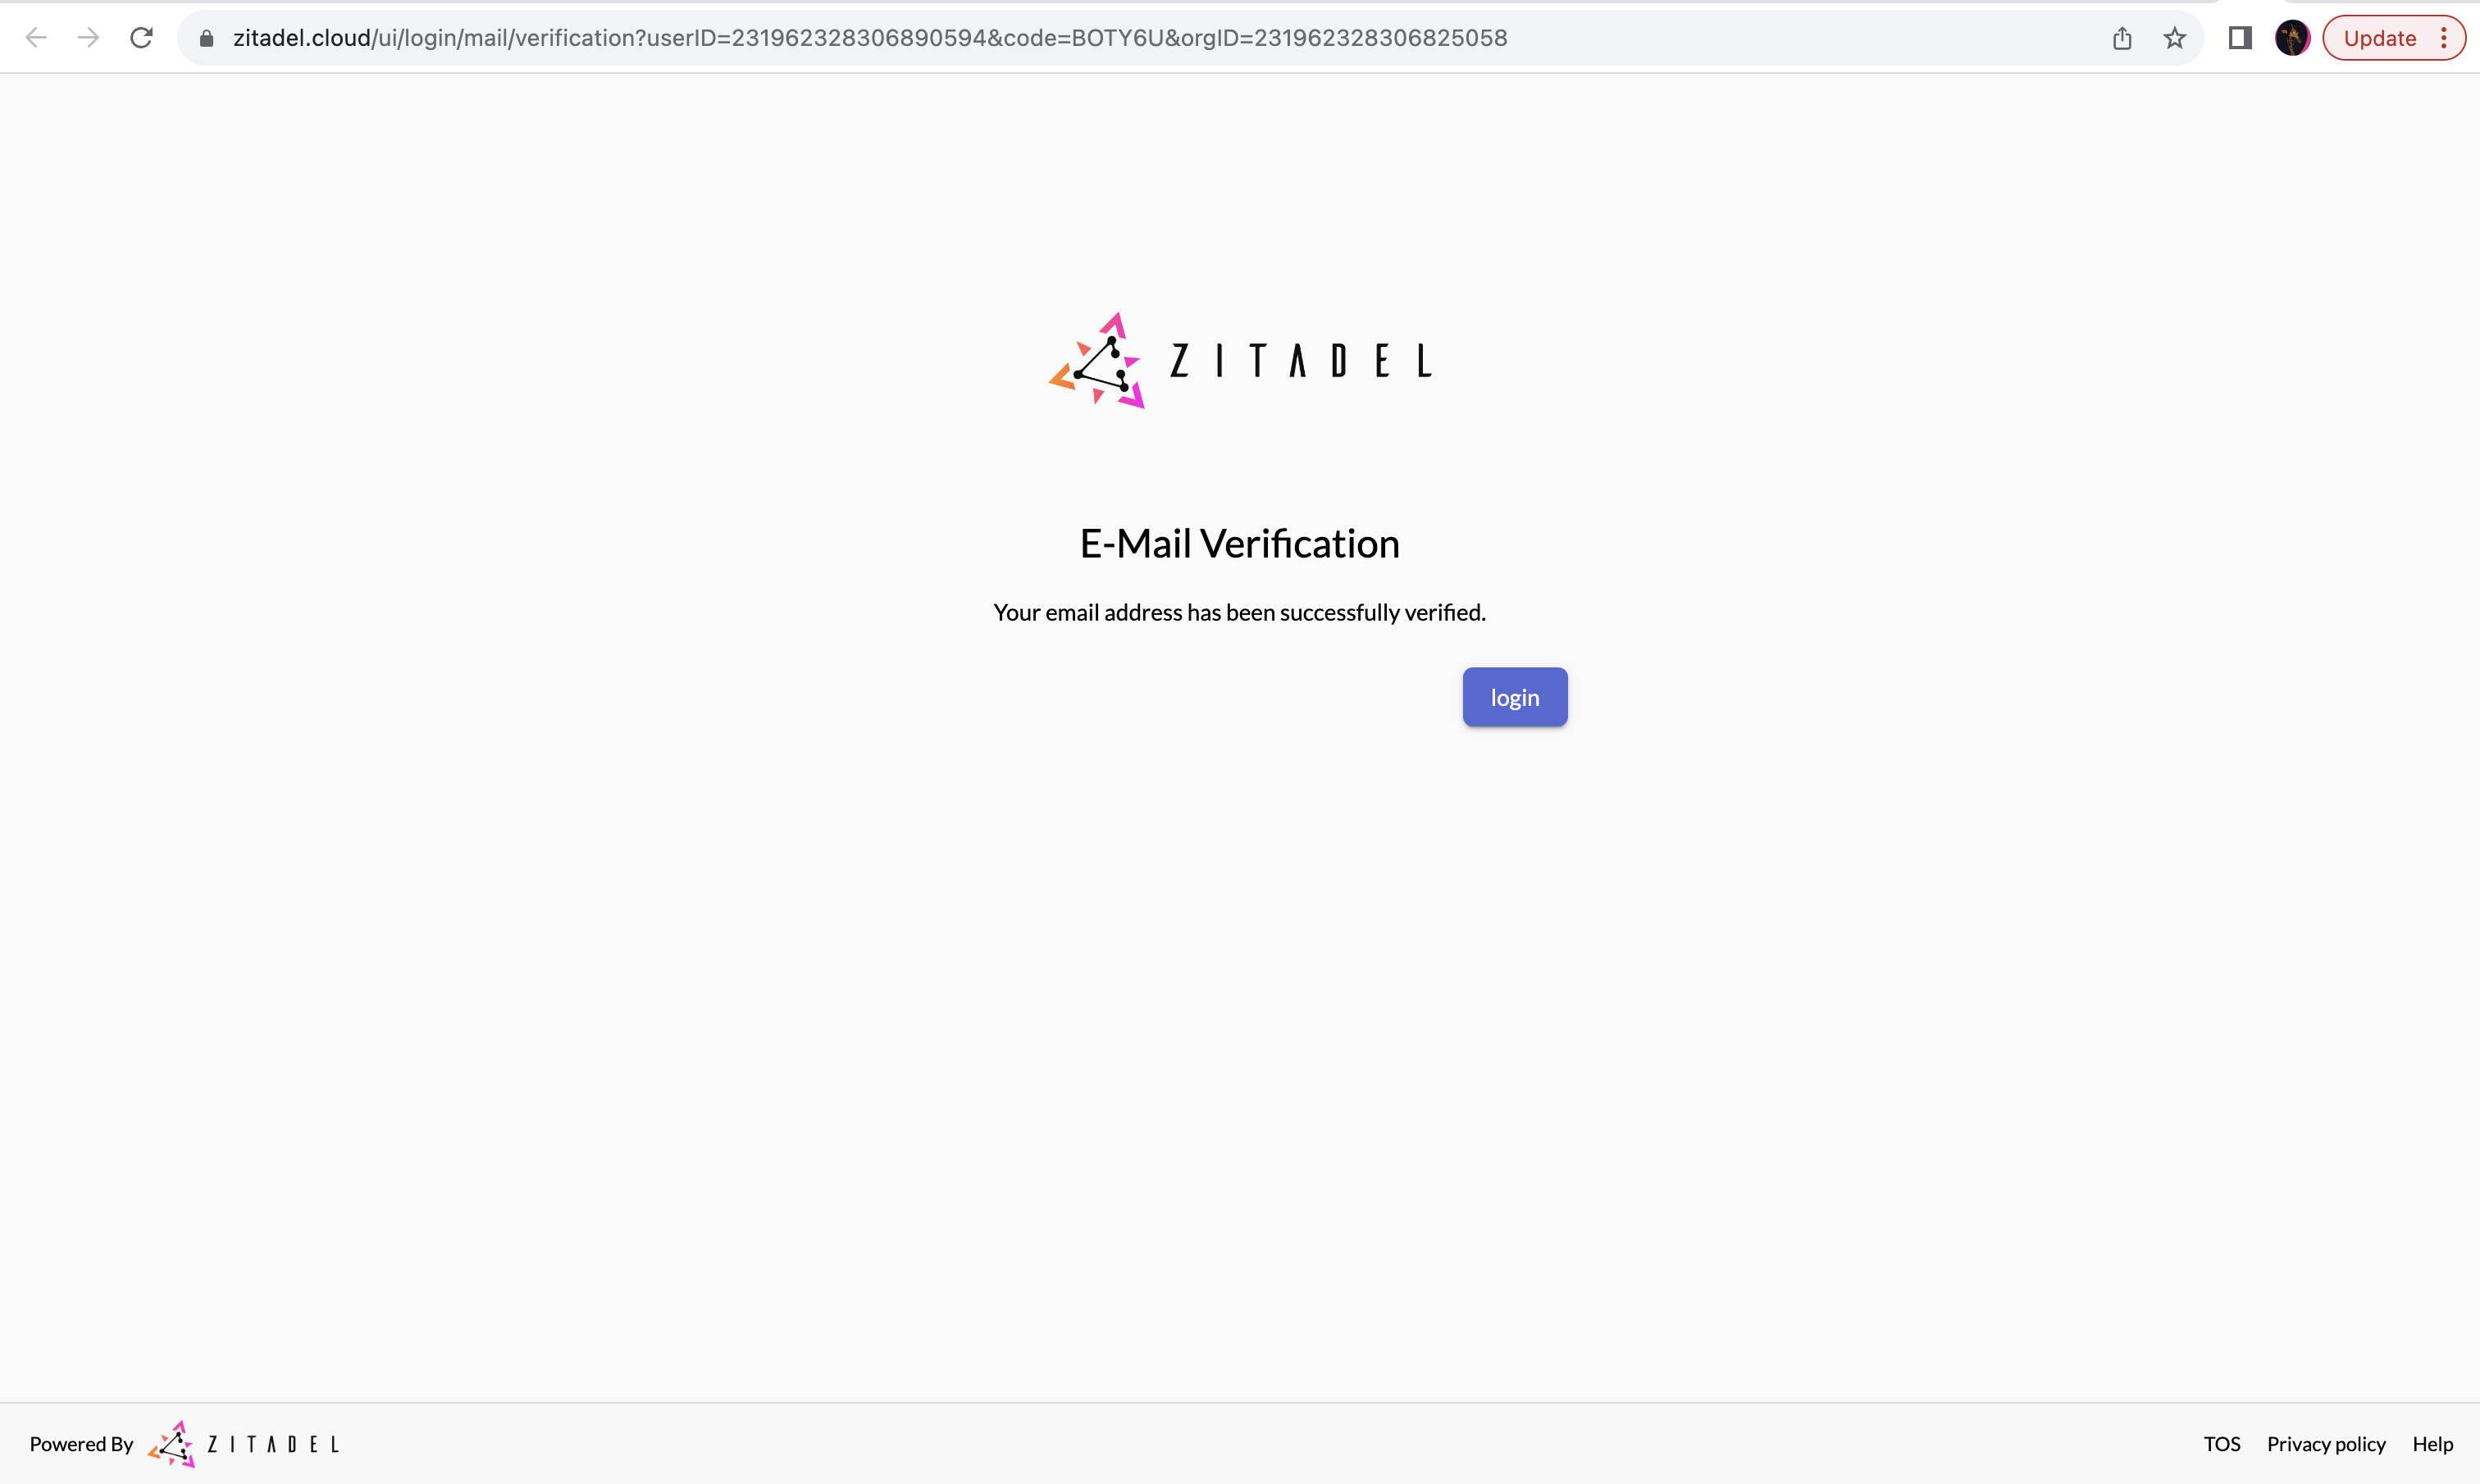 zitadel.cloud/ui/login/mail/verification?userID=231962328306890594&code=BOTY6U&orgID=231962328306825058
Update
ZITADEL
E-Mail Verification
Your email address has been successfully verified.
login
Powered By ZITADEL
TOS Privacy policy Help